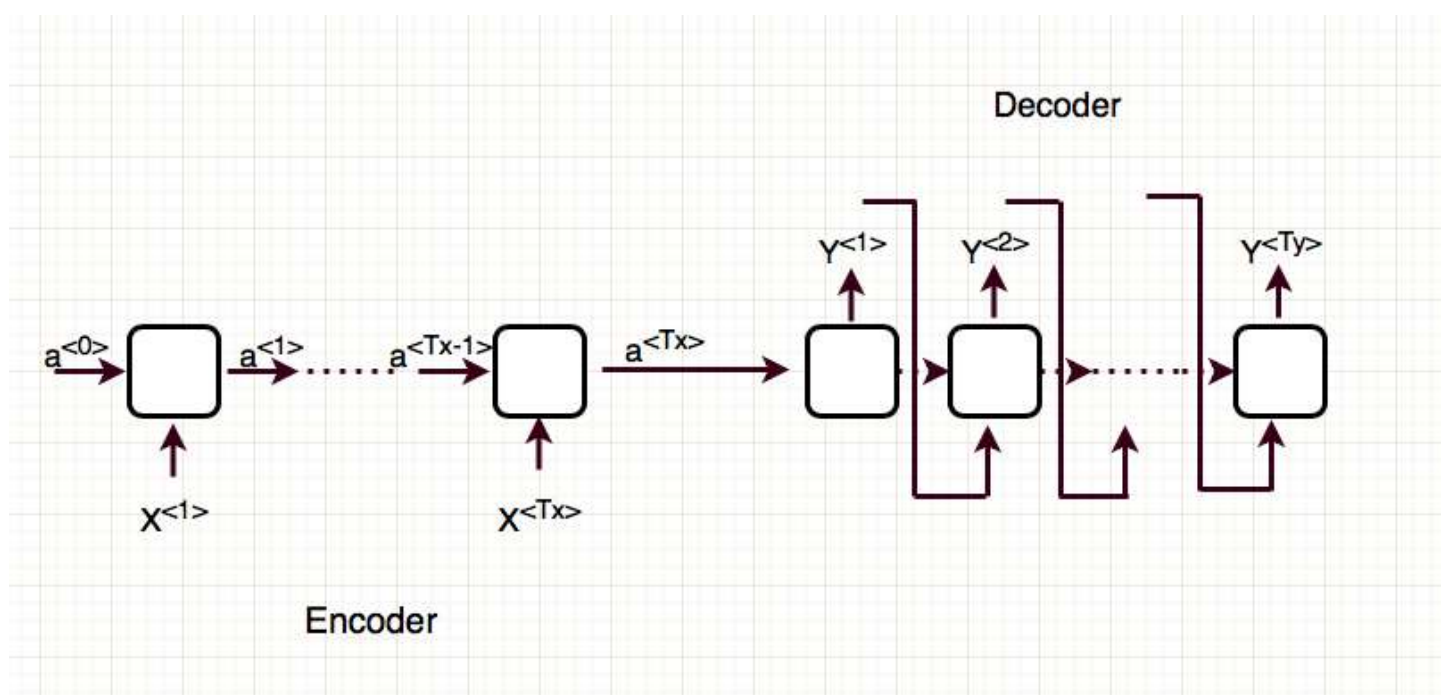 Decoder
Y<1> Y<2> Y<Ty>
a<0> a<1> a<Tx-1> a<Tx>
X<1> X<Tx>
Encoder